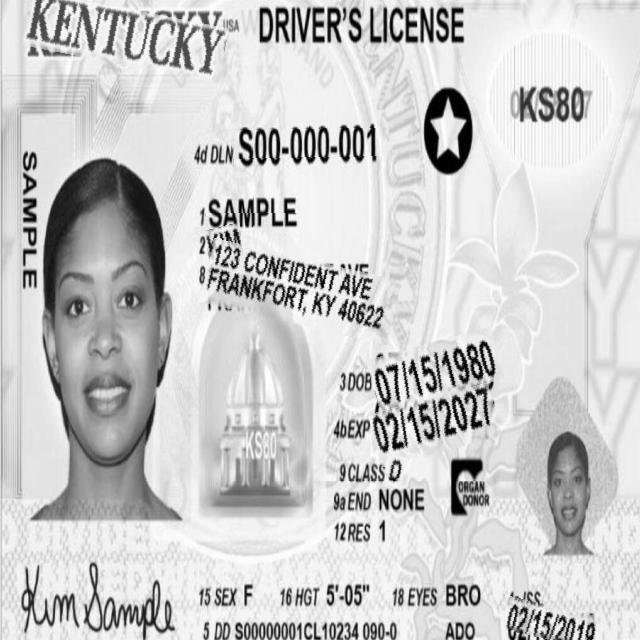 KENTUCKY USA DRIVER'S LICENSE
KS80
4d DLN S00-000-001
SAMPLE
1 SAMPLE
2
8 123 CONFIDENT AVE
FRANKFORT, KY 40622
3 DOB 07/15/1980
4b EXP 02/15/2027
KS80
9 CLASS D
9a END NONE
ORGAN DONOR
12 RES 1
Kim Sample
15 SEX F 16 HGT 5'-05" 18 EYES BRO
5 DD S00000001CL10234 090-0 ADO
02/15/2019